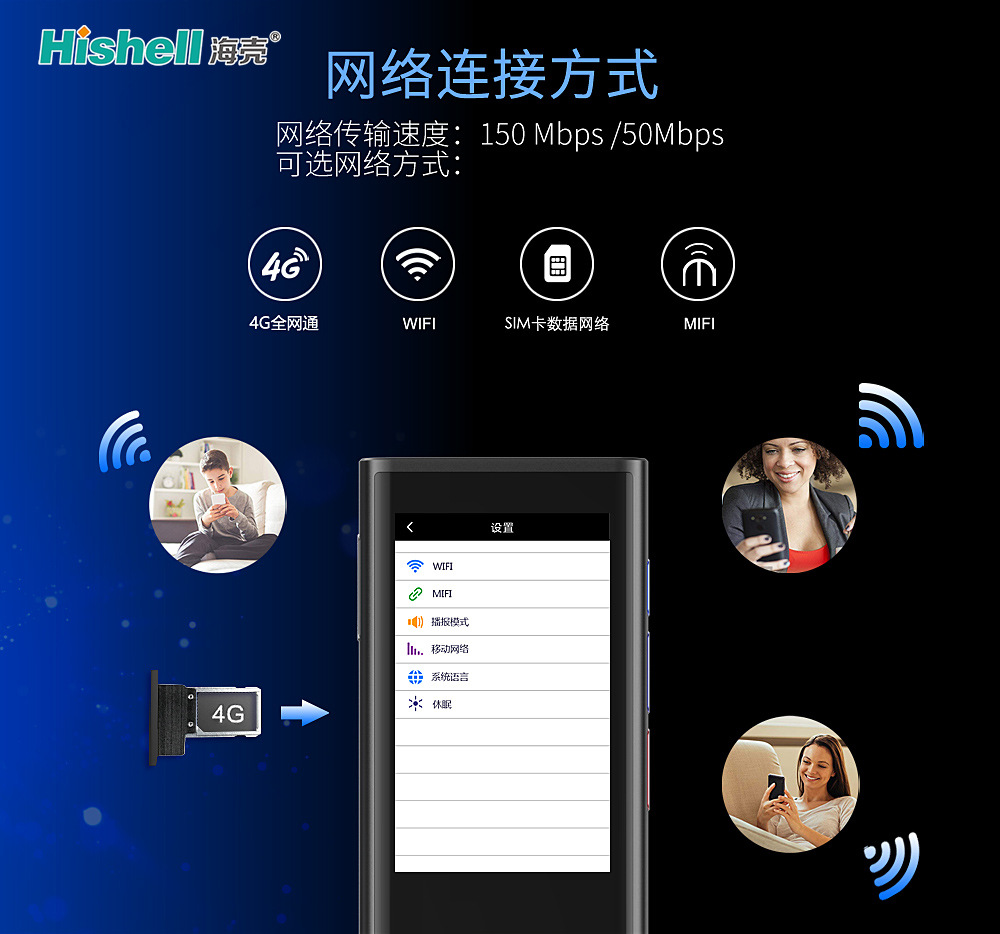 Hishell 海壳®
网络连接方式
网络传输速度：150 Mbps /50Mbps
可选网络方式：
4G
4G全网通
WIFI
SIM卡数据网络
MIFI
设置
WIFI
MIFI
播报模式
移动网络
系统语言
休眠
4G